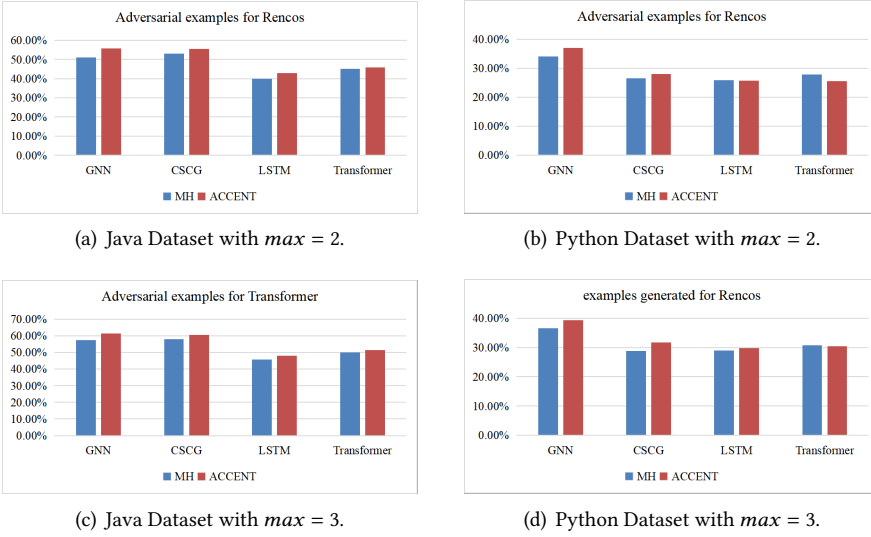 Adversarial examples for Rencos
60.00%
50.00%
40.00%
30.00%
20.00%
10.00%
0.00%
GNN CSCG LSTM Transformer
MH ACCENT
(a) Java Dataset with max = 2.
Adversarial examples for Rencos
40.00%
30.00%
20.00%
10.00%
0.00%
GNN CSCG LSTM Transformer
MH ACCENT
(b) Python Dataset with max = 2.
Adversarial examples for Transformer
70.00%
60.00%
50.00%
40.00%
30.00%
20.00%
10.00%
0.00%
GNN CSCG LSTM Transformer
MH ACCENT
(c) Java Dataset with max = 3.
examples generated for Rencos
40.00%
30.00%
20.00%
10.00%
0.00%
GNN CSCG LSTM Transformer
MH ACCENT
(d) Python Dataset with max = 3.